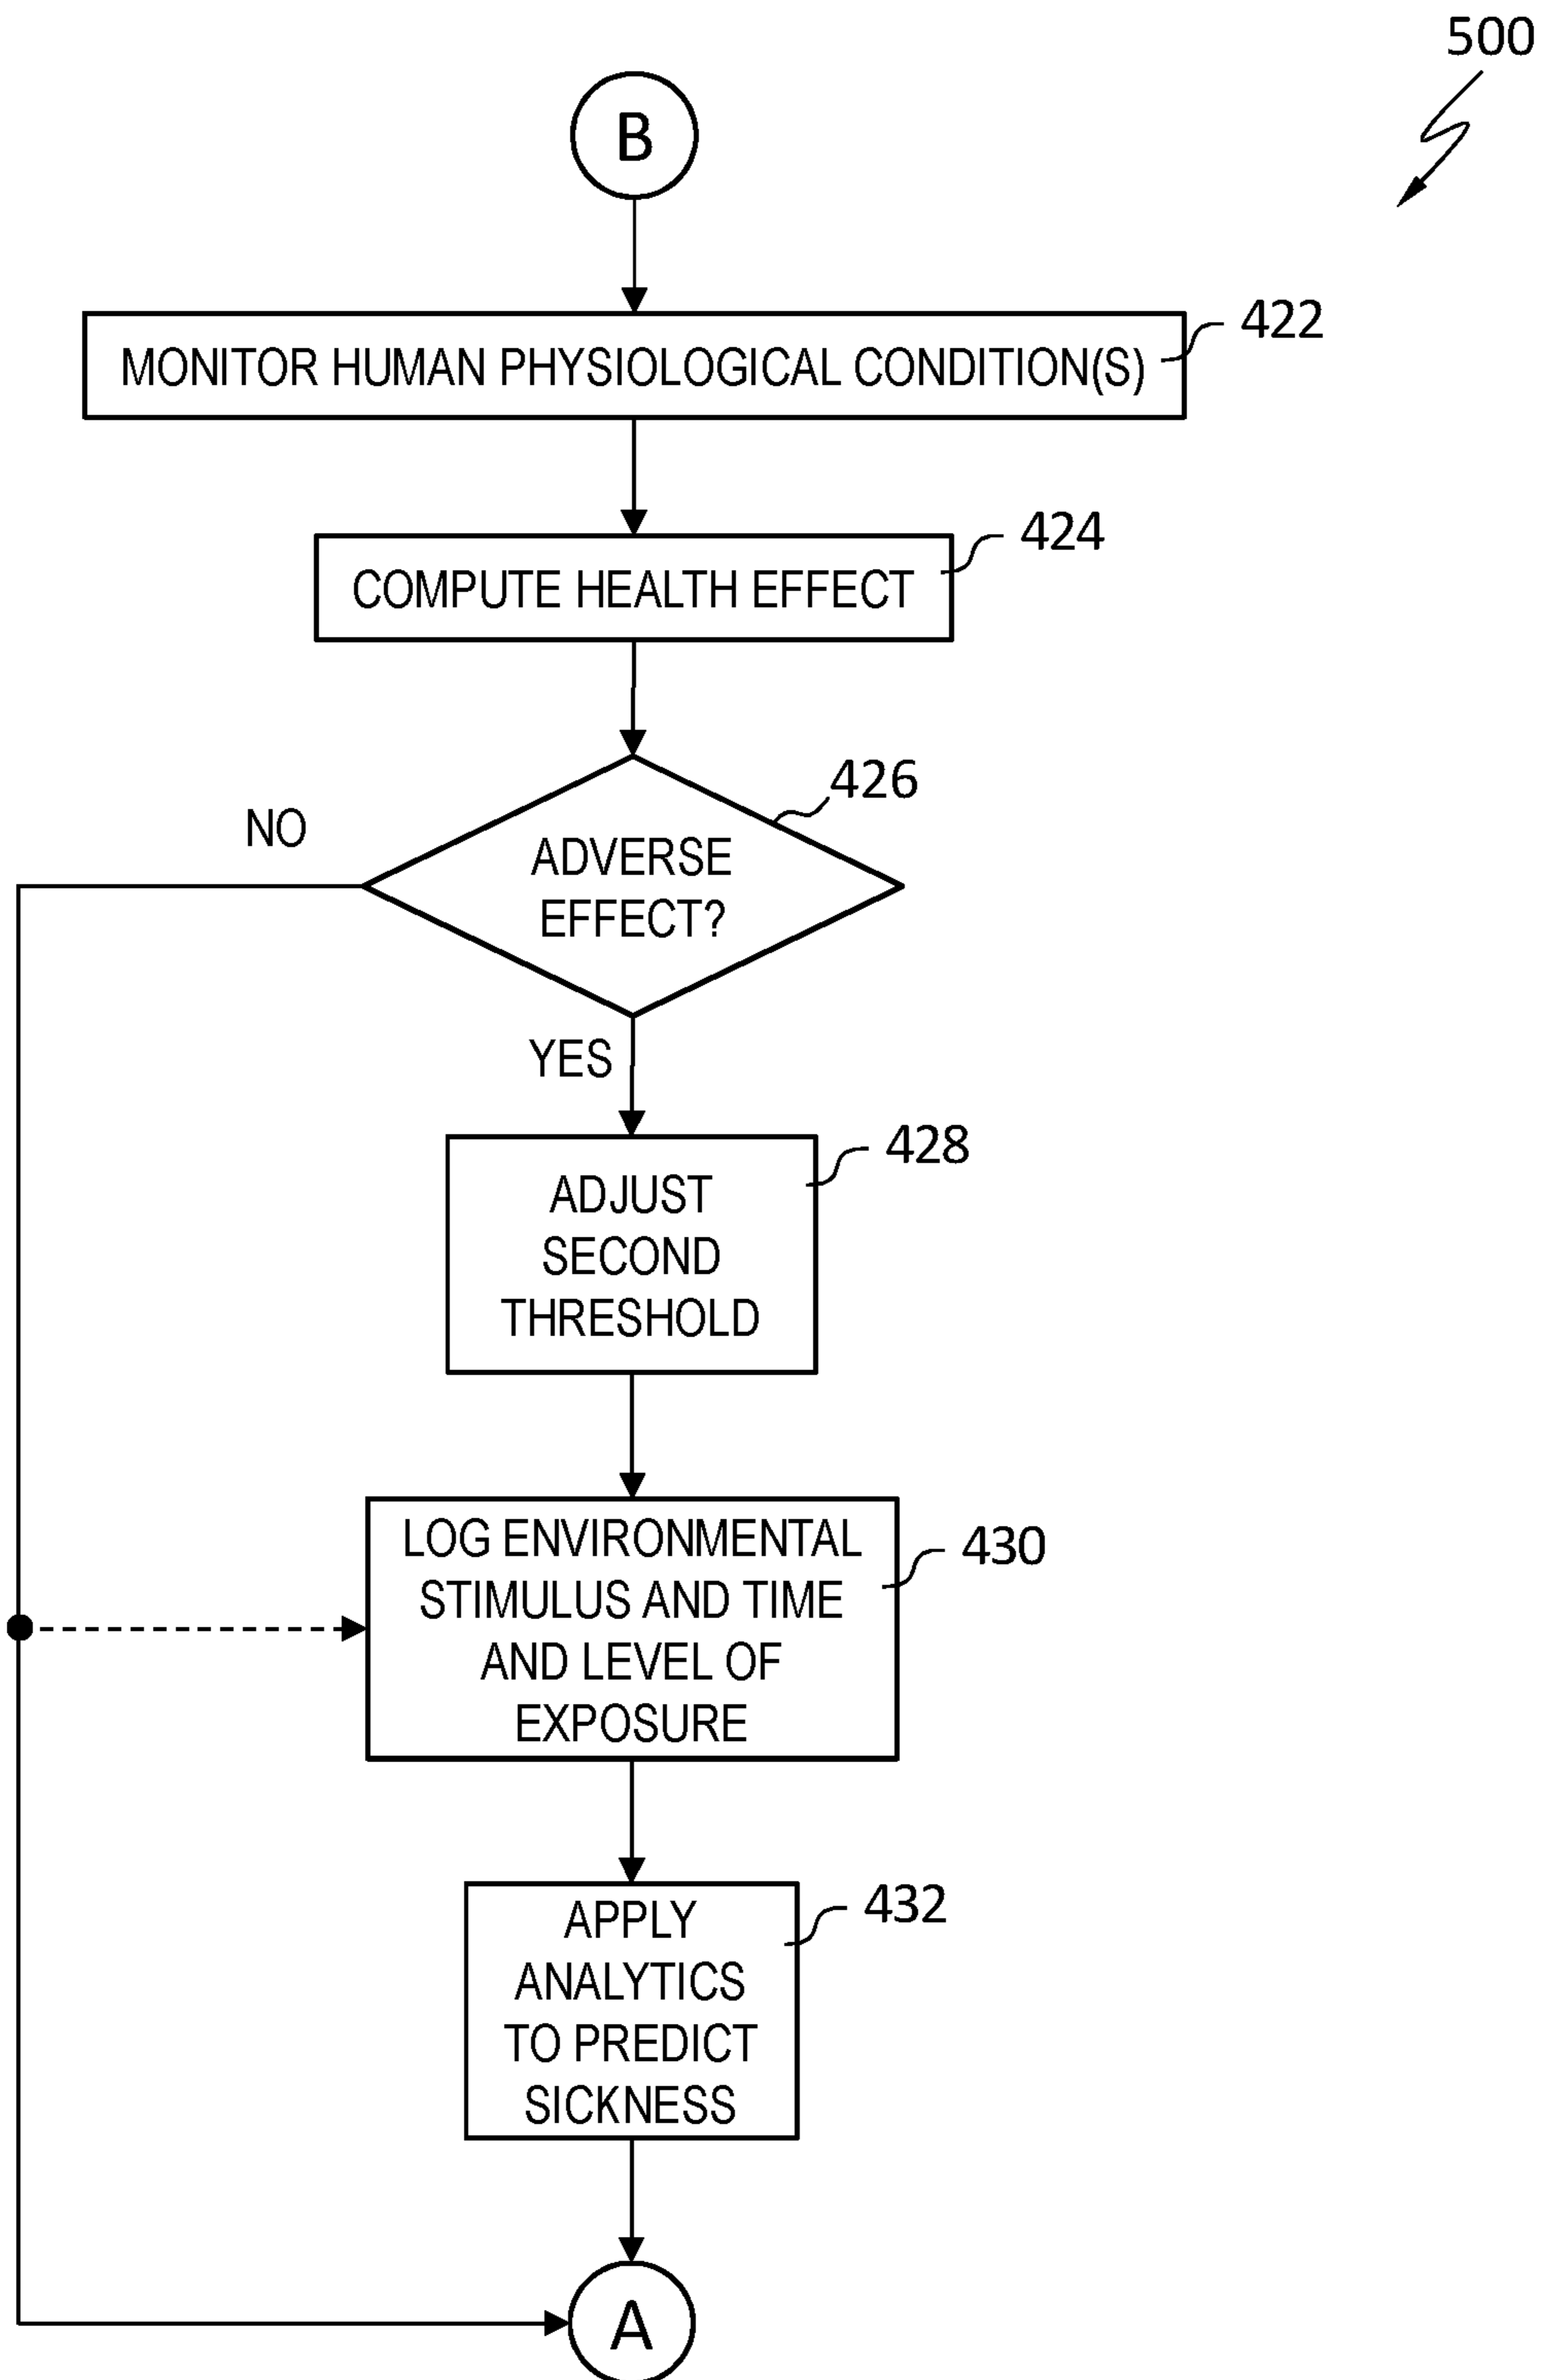 500
B
422
MONITOR HUMAN PHYSIOLOGICAL CONDITION(S)
424
COMPUTE HEALTH EFFECT
426
NO
ADVERSE
EFFECT?
YES
428
ADJUST
SECOND
THRESHOLD
430
LOG ENVIRONMENTAL
STIMULUS AND TIME
AND LEVEL OF
EXPOSURE
432
APPLY
ANALYTICS
TO PREDICT
SICKNESS
A